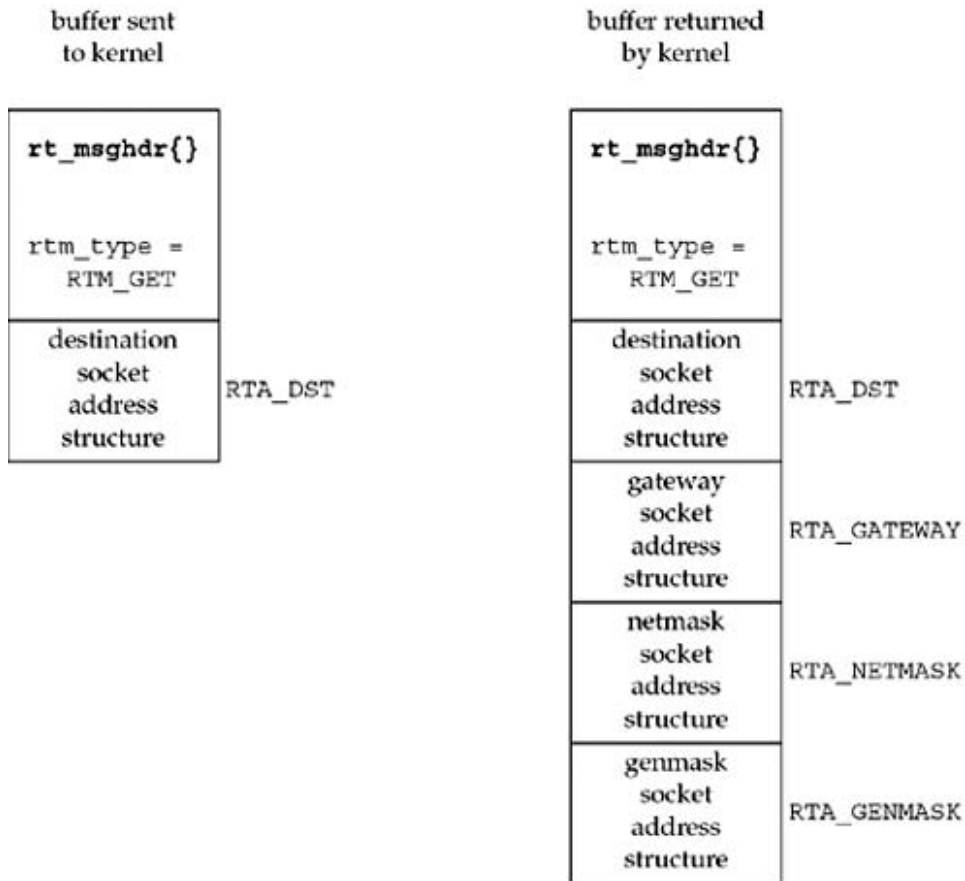 buffer sent
to kernel
rt_msghdr{}
rtm_type =
RTM_GET
destination
socket
address
structure
RTA_DST
buffer returned
by kernel
rt_msghdr{}
rtm_type =
RTM_GET
destination
socket
address
structure
RTA_DST
gateway
socket
address
structure
RTA_GATEWAY
netmask
socket
address
structure
RTA_NETMASK
genmask
socket
address
structure
RTA_GENMASK